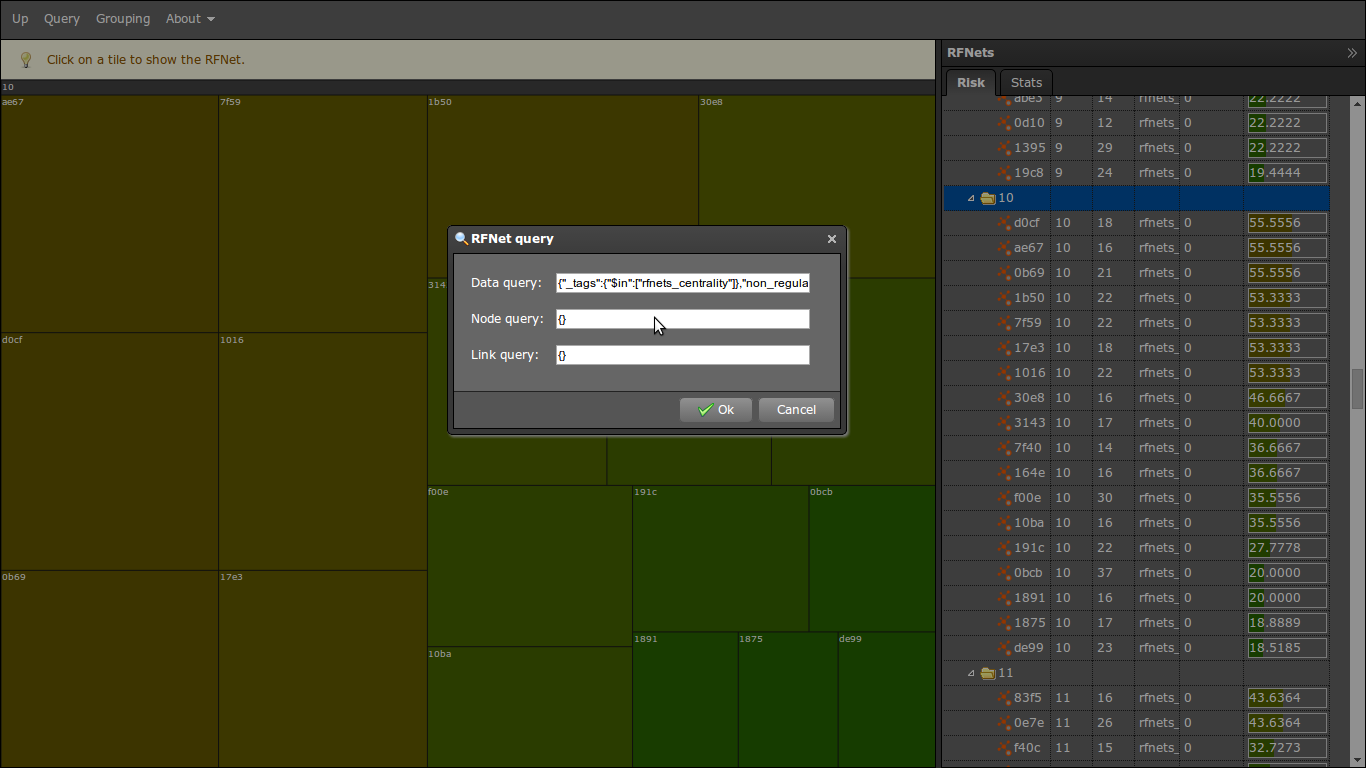 Up Query Grouping About
Click on a tile to show the RFNet.
10
ae67 7f59 1b50 30e8
d0cf 1016
314
0b69 17e3
f00e 191c 0bcb
10ba
1891 1875 de99
RFNet query
Data query: {"_tags":{"$in":["rfnets_centrality"]},"non_regula
Node query: {}
Link query: {}
Ok Cancel
RFNets
Risk Stats
abe3 9 14 rfnets_ 0 22.2222
0d10 9 12 rfnets_ 0 22.2222
1395 9 29 rfnets_ 0 22.2222
19c8 9 24 rfnets_ 0 19.4444
10
d0cf 10 18 rfnets_ 0 55.5556
ae67 10 16 rfnets_ 0 55.5556
0b69 10 21 rfnets_ 0 55.5556
1b50 10 22 rfnets_ 0 53.3333
7f59 10 22 rfnets_ 0 53.3333
17e3 10 18 rfnets_ 0 53.3333
1016 10 22 rfnets_ 0 53.3333
30e8 10 16 rfnets_ 0 46.6667
3143 10 17 rfnets_ 0 40.0000
7f40 10 14 rfnets_ 0 36.6667
164e 10 16 rfnets_ 0 36.6667
f00e 10 30 rfnets_ 0 35.5556
10ba 10 16 rfnets_ 0 35.5556
191c 10 22 rfnets_ 0 27.7778
0bcb 10 37 rfnets_ 0 20.0000
1891 10 16 rfnets_ 0 20.0000
1875 10 17 rfnets_ 0 18.8889
de99 10 23 rfnets_ 0 18.5185
11
83f5 11 16 rfnets_ 0 43.6364
0e7e 11 26 rfnets_ 0 43.6364
f40c 11 15 rfnets_ 0 32.7273